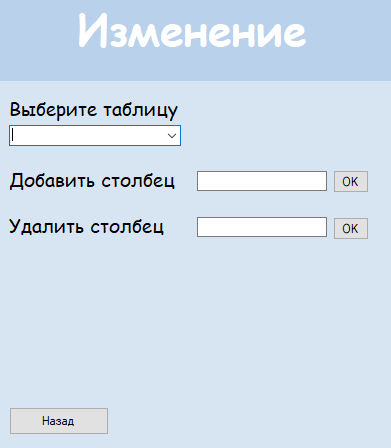 Изменение
Выберите таблицу
Добавить столбец OK
Удалить столбец OK
Назад